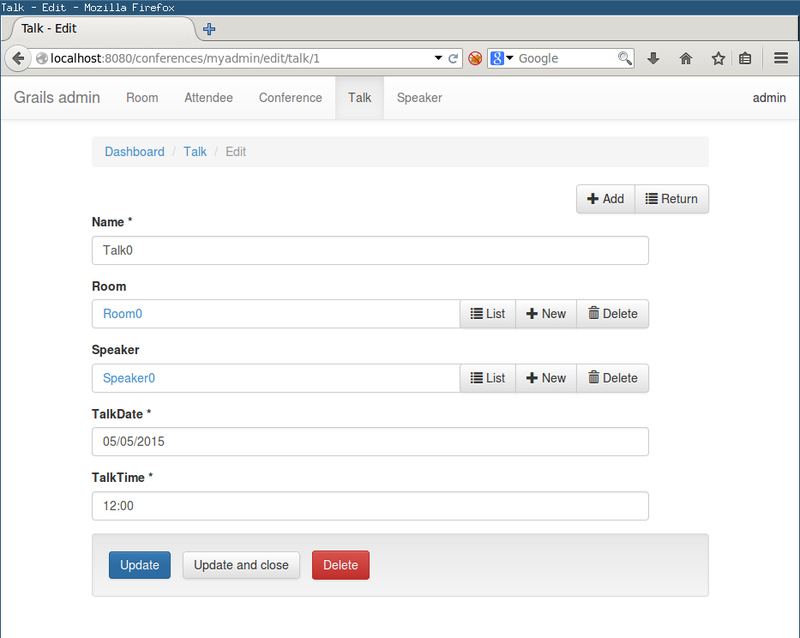 Talk - Edit - Mozilla Firefox
Talk - Edit
localhost:8080/conferences/myadmin/edit/talk/1
Google
Grails admin Room Attendee Conference Talk Speaker admin
Dashboard / Talk / Edit
Add Return
Name *
Talk0
Room
Room0 List New Delete
Speaker
Speaker0 List New Delete
TalkDate *
05/05/2015
TalkTime *
12:00
Update Update and close Delete